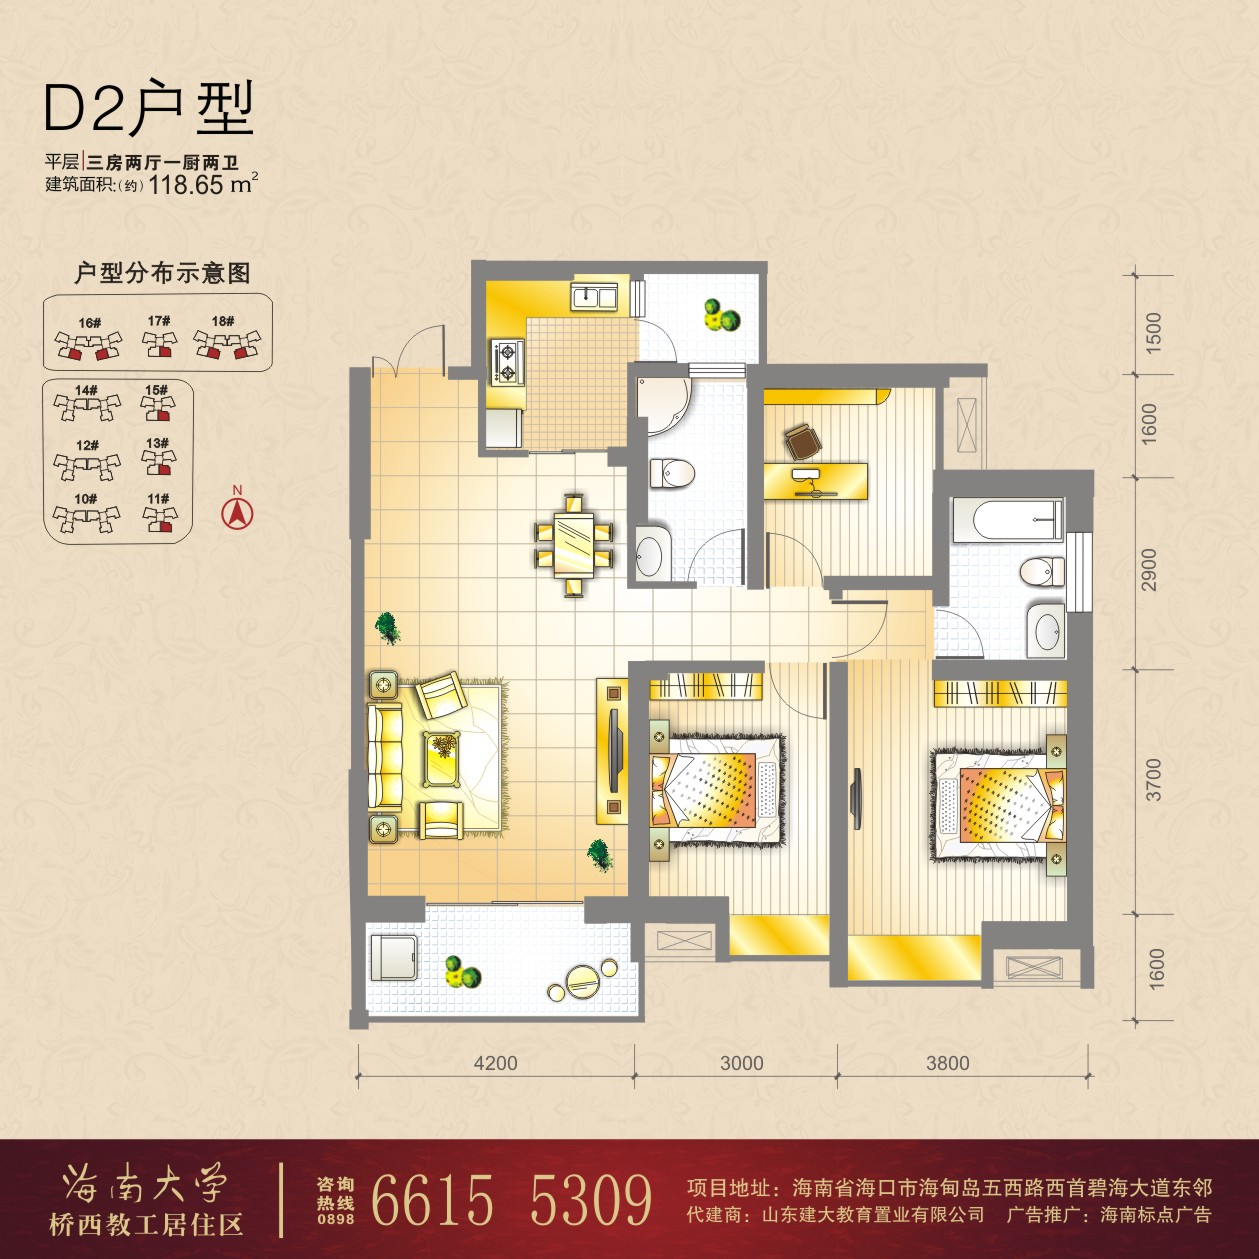 D2户型
平层|三房两厅一厨两卫
建筑面积:(约)118.65 m²
户型分布示意图
16# 17# 18#
14# 15#
12# 13#
10# 11#
N
1500
1600
2900
3700
1600
4200 3000 3800
海南大学
桥西教工居住区
咨询
热线
0898
6615 5309
项目地址：海南省海口市海甸岛五西路西首碧海大道东邻
代建商：山东建大教育置业有限公司 广告推广：海南标点广告